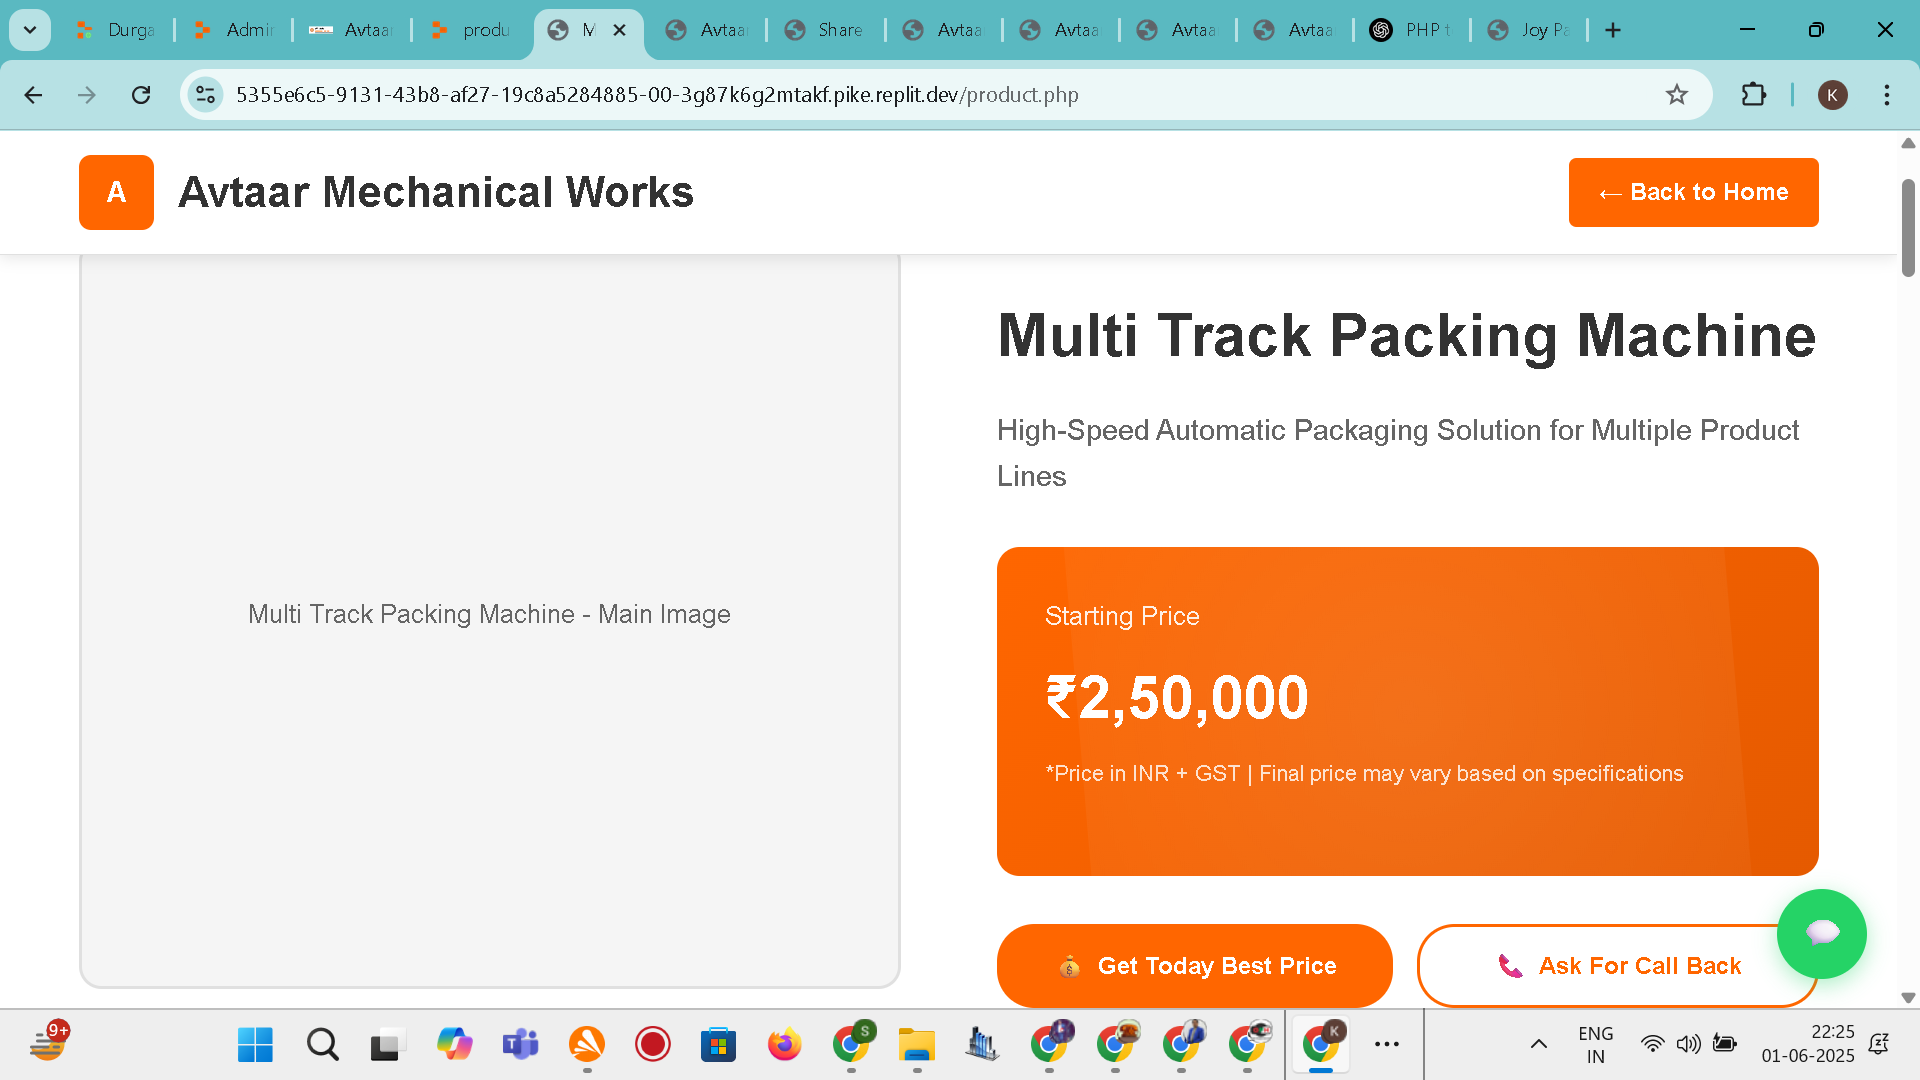 Durga
Admir
Avtaar
produ
M
Avtaar
Share
Avtaa
Avtaa
Avtaa
Avtaa
PHP t
Joy Pa
5355e6c5-9131-43b8-af27-19c8a5284885-00-3g87k6g2mtakf.pike.replit.dev/product.php
K
A
Avtaar Mechanical Works
← Back to Home
Multi Track Packing Machine - Main Image
Multi Track Packing Machine
High-Speed Automatic Packaging Solution for Multiple Product
Lines
Starting Price
₹2,50,000
*Price in INR + GST | Final price may vary based on specifications
Get Today Best Price
Ask For Call Back
9+
S
K
ENG
IN
22:25
01-06-2025